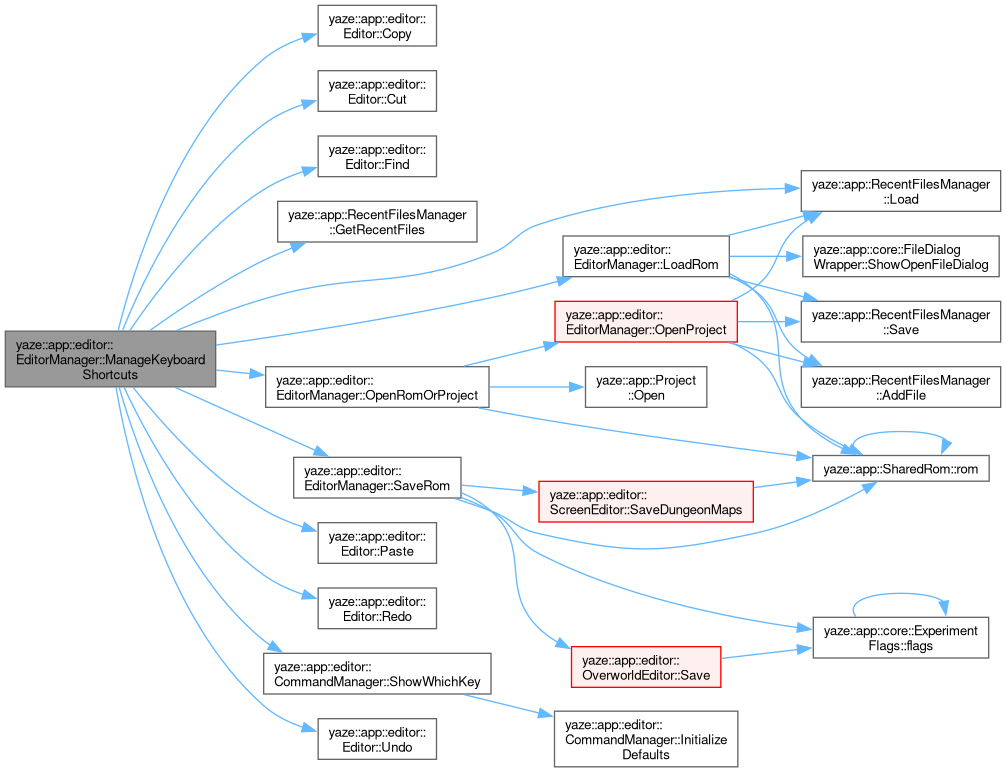 yaze::app::editor::
Editor::Copy
yaze::app::editor::
Editor::Cut
yaze::app::editor::
Editor::Find
yaze::app::RecentFilesManager
::GetRecentFiles
yaze::app::RecentFilesManager
::Load
yaze::app::editor::
EditorManager::LoadRom
yaze::app::core::FileDialog
Wrapper::ShowOpenFileDialog
yaze::app::editor::
EditorManager::OpenProject
yaze::app::RecentFilesManager
::Save
yaze::app::editor::
EditorManager::ManageKeyboard
Shortcuts
yaze::app::editor::
EditorManager::OpenRomOrProject
yaze::app::Project
::Open
yaze::app::RecentFilesManager
::AddFile
yaze::app::editor::
EditorManager::SaveRom
yaze::app::SharedRom::rom
yaze::app::editor::
ScreenEditor::SaveDungeonMaps
yaze::app::editor::
Editor::Paste
yaze::app::editor::
Editor::Redo
yaze::app::core::Experiment
Flags::flags
yaze::app::editor::
OverworldEditor::Save
yaze::app::editor::
CommandManager::ShowWhichKey
yaze::app::editor::
CommandManager::Initialize
Defaults
yaze::app::editor::
Editor::Undo